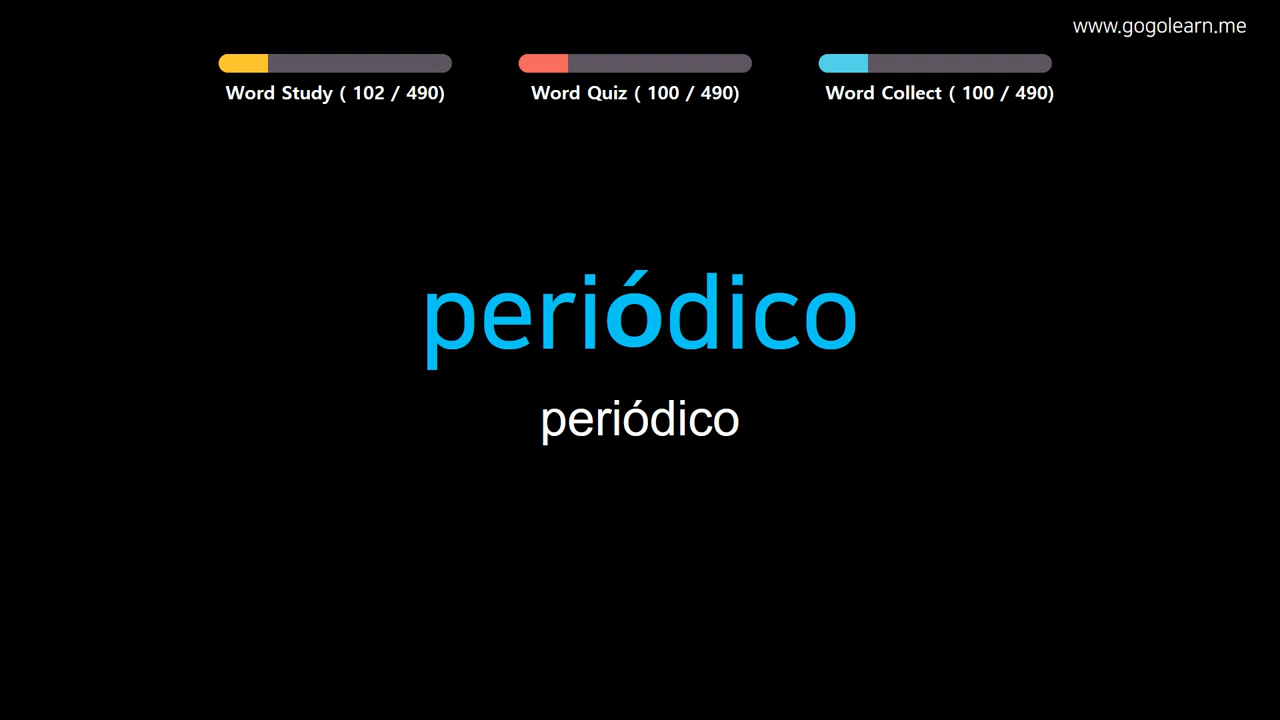 www.gogolearn.me
Word Study ( 102 / 490)
Word Quiz ( 100 / 490)
Word Collect ( 100 / 490)
periódico
periódico